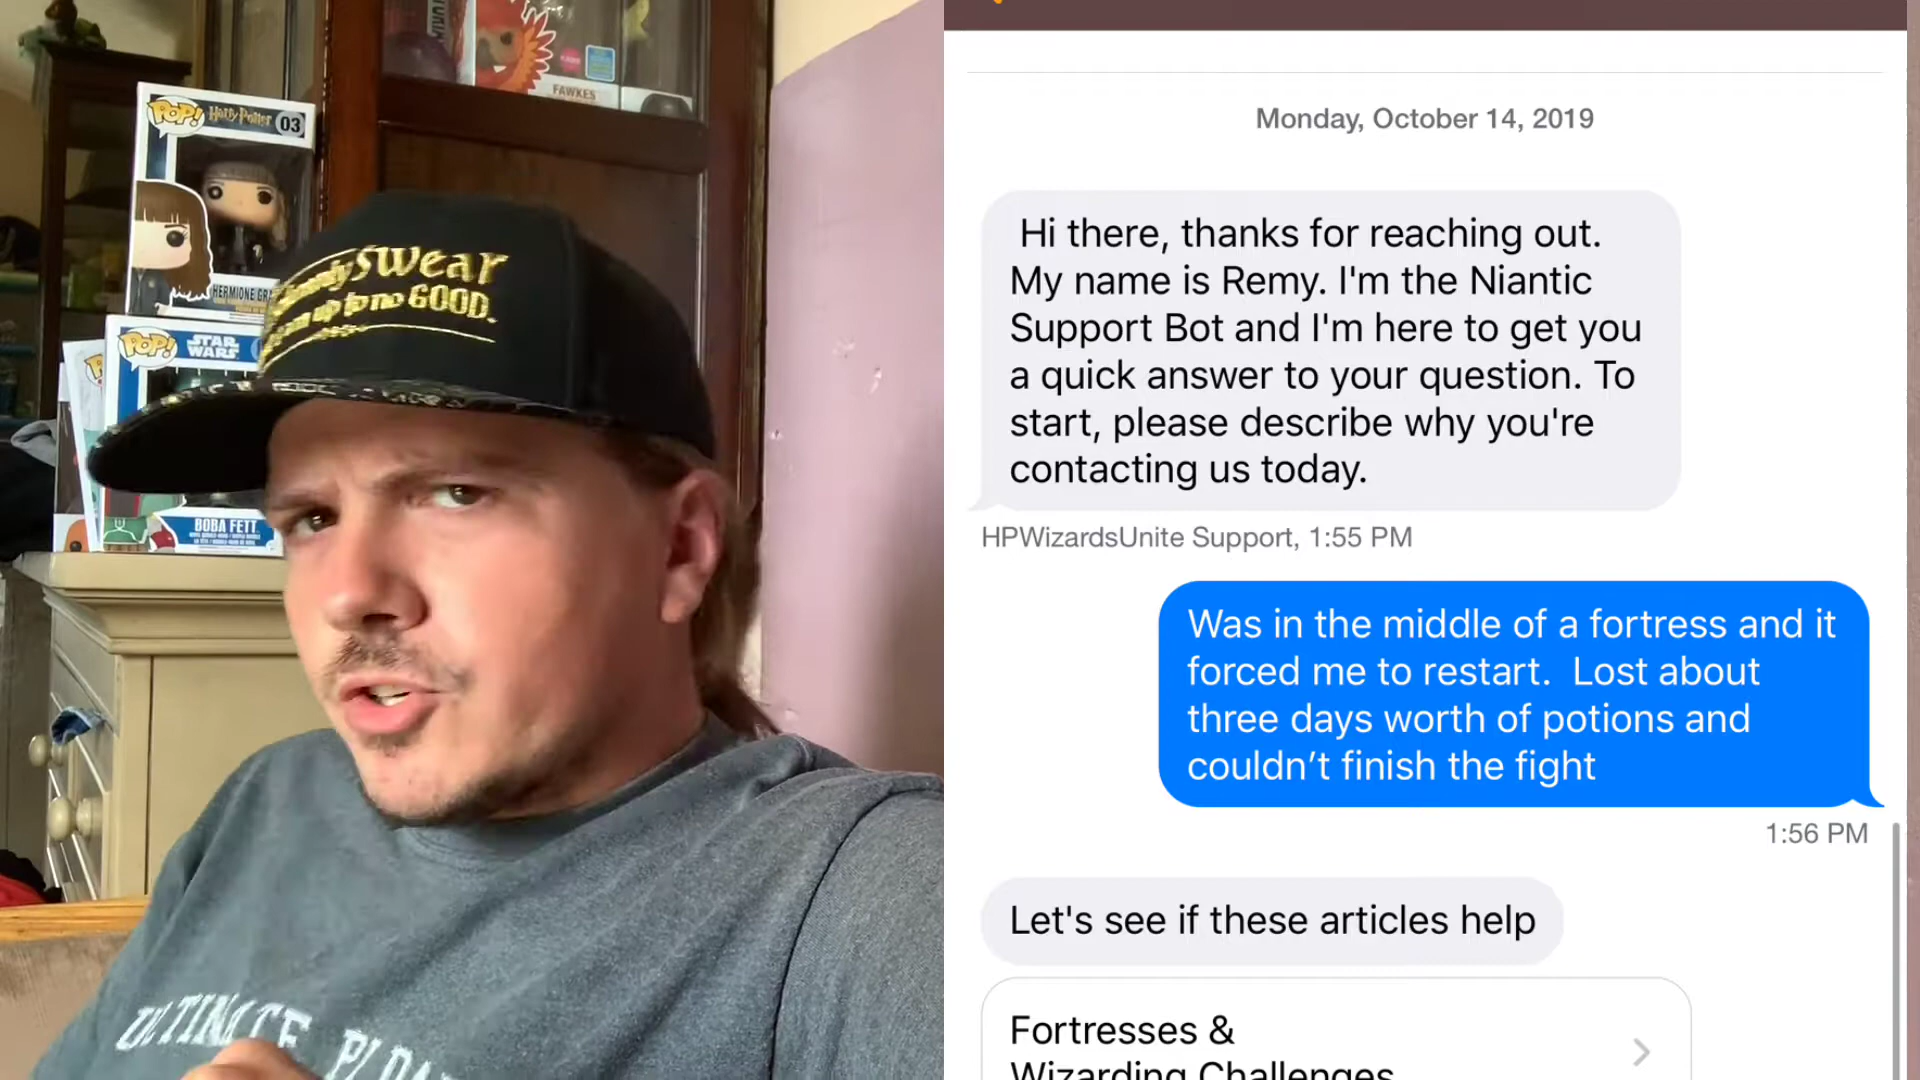 FAWKES
POP! Harry Potter 03
HERMIONE
POP! STAR WARS
BOBA FETT
swear
up to no GOOD.
ULTIMATE
Monday, October 14, 2019
Hi there, thanks for reaching out.
My name is Remy. I'm the Niantic
Support Bot and I'm here to get you
a quick answer to your question. To
start, please describe why you're
contacting us today.
HPWizardsUnite Support, 1:55 PM
Was in the middle of a fortress and it
forced me to restart.  Lost about
three days worth of potions and
couldn’t finish the fight
1:56 PM
Let's see if these articles help
Fortresses &
Wizarding Challenges